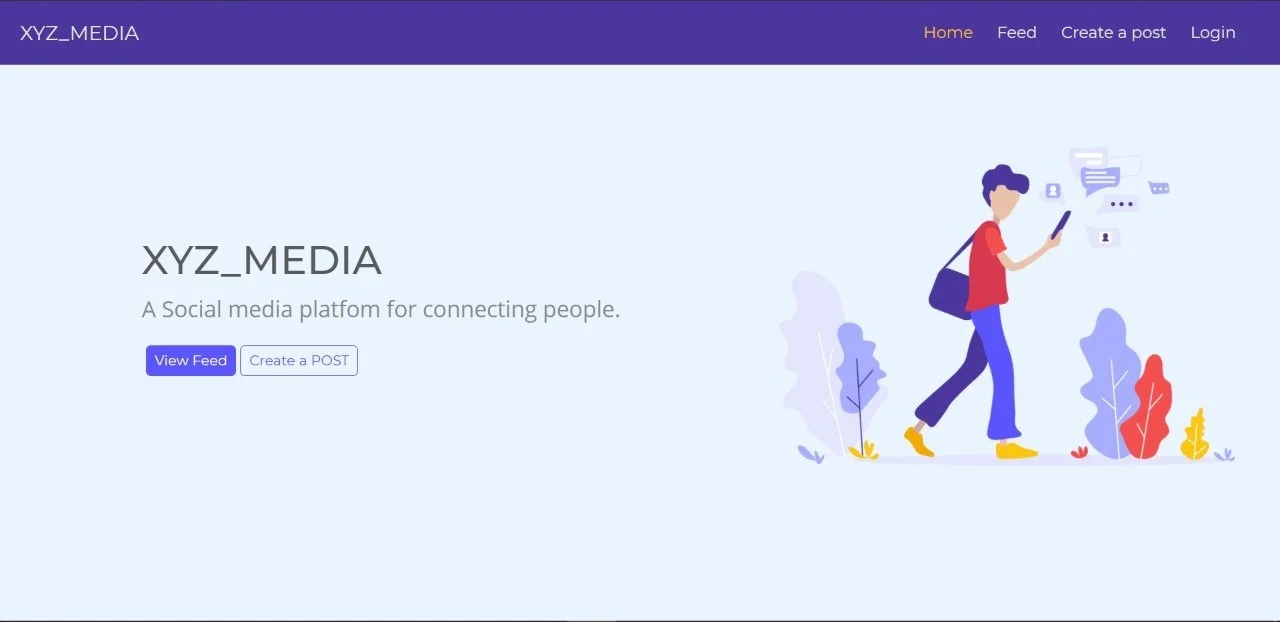 XYZ_MEDIA Home Feed Create a post Login
XYZ_MEDIA
A Social media platfom for connecting people.
View Feed Create a POST